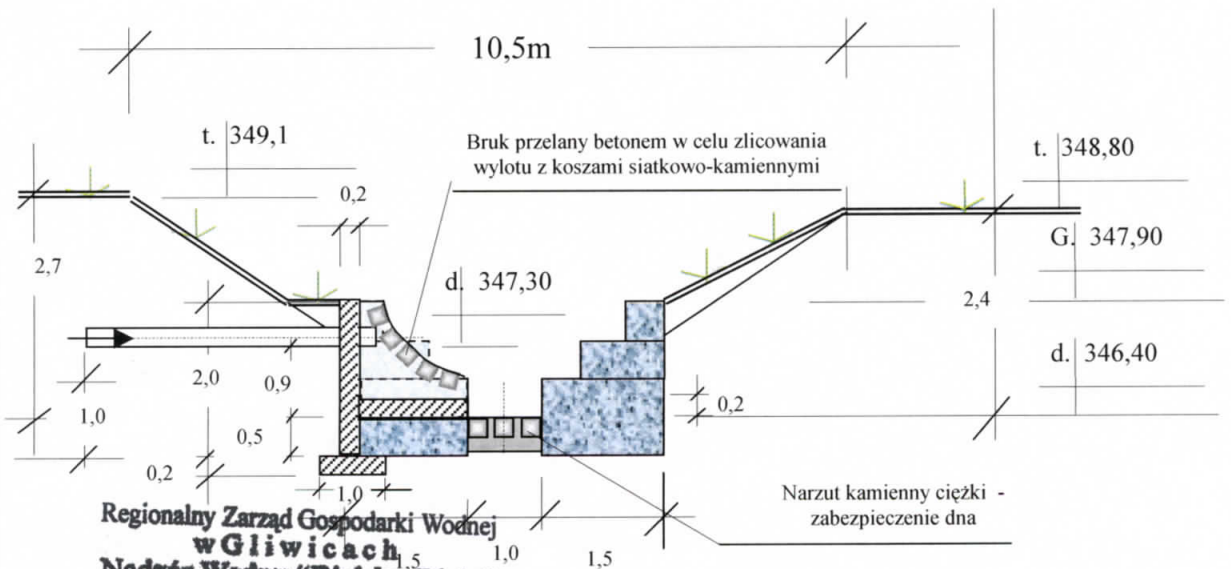 10,5m
t. 349,1
Bruk przelany betonem w celu zlicowania
wylotu z koszami siatkowo-kamiennymi
t. 348,80
0,2
G. 347,90
2,7
d. 347,30
2,4
d. 346,40
2,0
0,9
1,0
0,2
0,5
0,2
1,0
Narzut kamienny ciężki -
zabezpieczenie dna
Regionalny Zarząd Gospodarki Wodnej
w Gliwicach
1,5
1,0
1,5